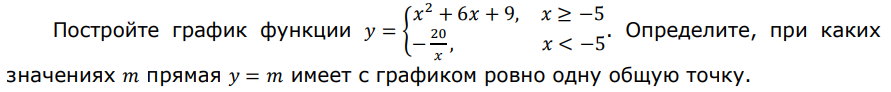 Постройте график функции y = {x² + 6x + 9, x ≥ −5
−20/x, x < −5. Определите, при каких
значениях m прямая y = m имеет с графиком ровно одну общую точку.